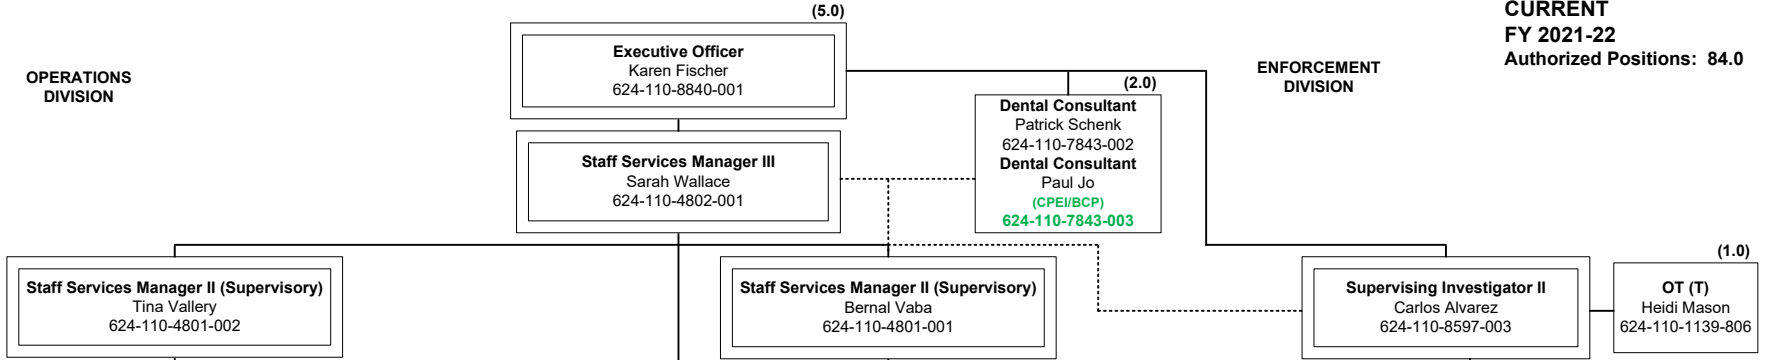 (5.0)
CURRENT
FY 2021-22
Authorized Positions: 84.0
OPERATIONS
DIVISION
Executive Officer
Karen Fischer
624-110-8840-001
ENFORCEMENT
DIVISION
(2.0)
Dental Consultant
Patrick Schenk
624-110-7843-002
Dental Consultant
Paul Jo
(CPEI/BCP)
624-110-7843-003
Staff Services Manager III
Sarah Wallace
624-110-4802-001
Staff Services Manager II (Supervisory)
Tina Vallery
624-110-4801-002
Staff Services Manager II (Supervisory)
Bernal Vaba
624-110-4801-001
Supervising Investigator II
Carlos Alvarez
624-110-8597-003
(1.0)
OT (T)
Heidi Mason
624-110-1139-806